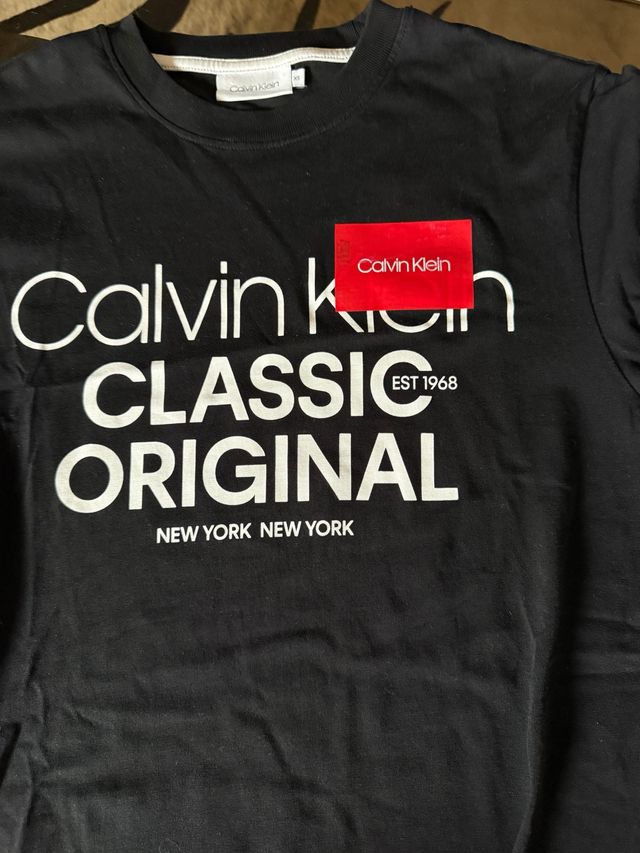 Calvin Klein
XS
Calvin Klein
Calvin Klein
CLASSIC
EST 1968
ORIGINAL
NEW YORK NEW YORK